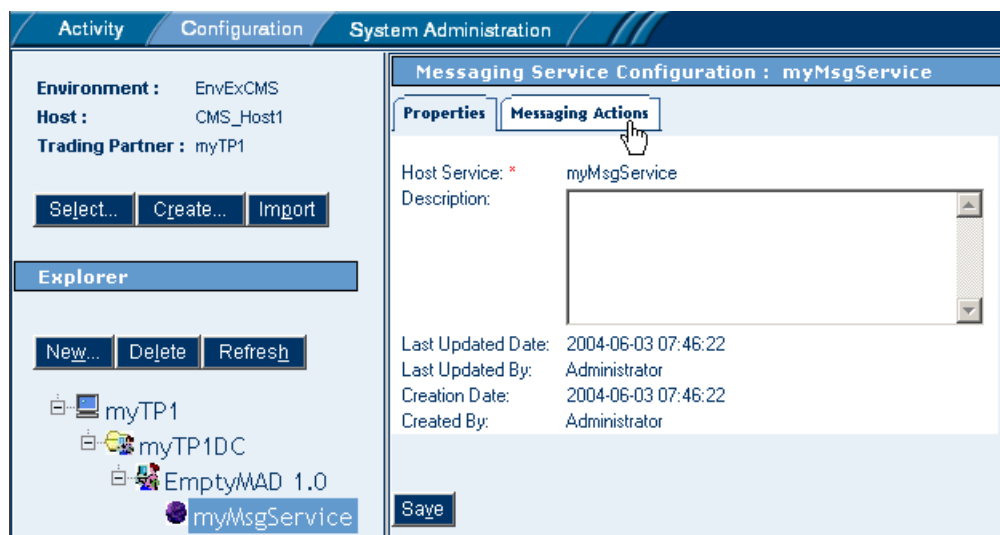 Activity Configuration System Administration
Environment : EnvExCMS
Host : CMS_Host1
Trading Partner : myTP1
Select... Create... Import
Explorer
New... Delete Refresh
myTP1
myTP1DC
EmptyMAD 1.0
myMsgService
Messaging Service Configuration : myMsgService
Properties Messaging Actions
Host Service: * myMsgService
Description:
Last Updated Date: 2004-06-03 07:46:22
Last Updated By: Administrator
Creation Date: 2004-06-03 07:46:22
Created By: Administrator
Save